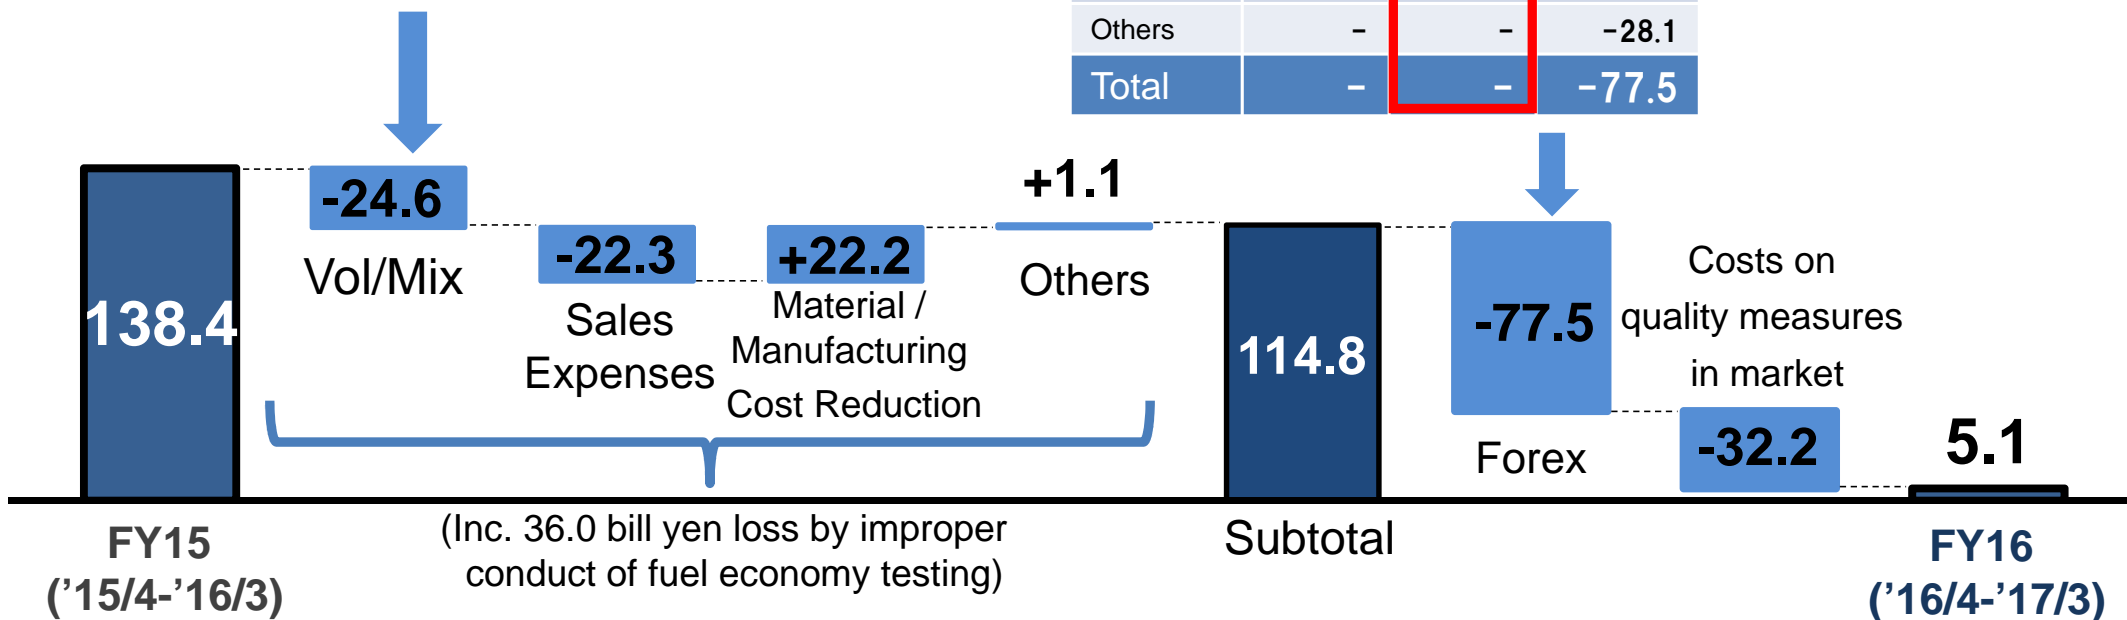 Others - - -28.1
Total - - -77.5
+1.1
-24.6
-22.3
+22.2
Vol/Mix
Sales
Expenses
Material /
Manufacturing
Cost Reduction
Others
138.4
114.8
-77.5
Costs on
quality measures
in market
Forex
-32.2
5.1
(Inc. 36.0 bill yen loss by improper
conduct of fuel economy testing)
Subtotal
FY15
('15/4-'16/3)
FY16
('16/4-'17/3)